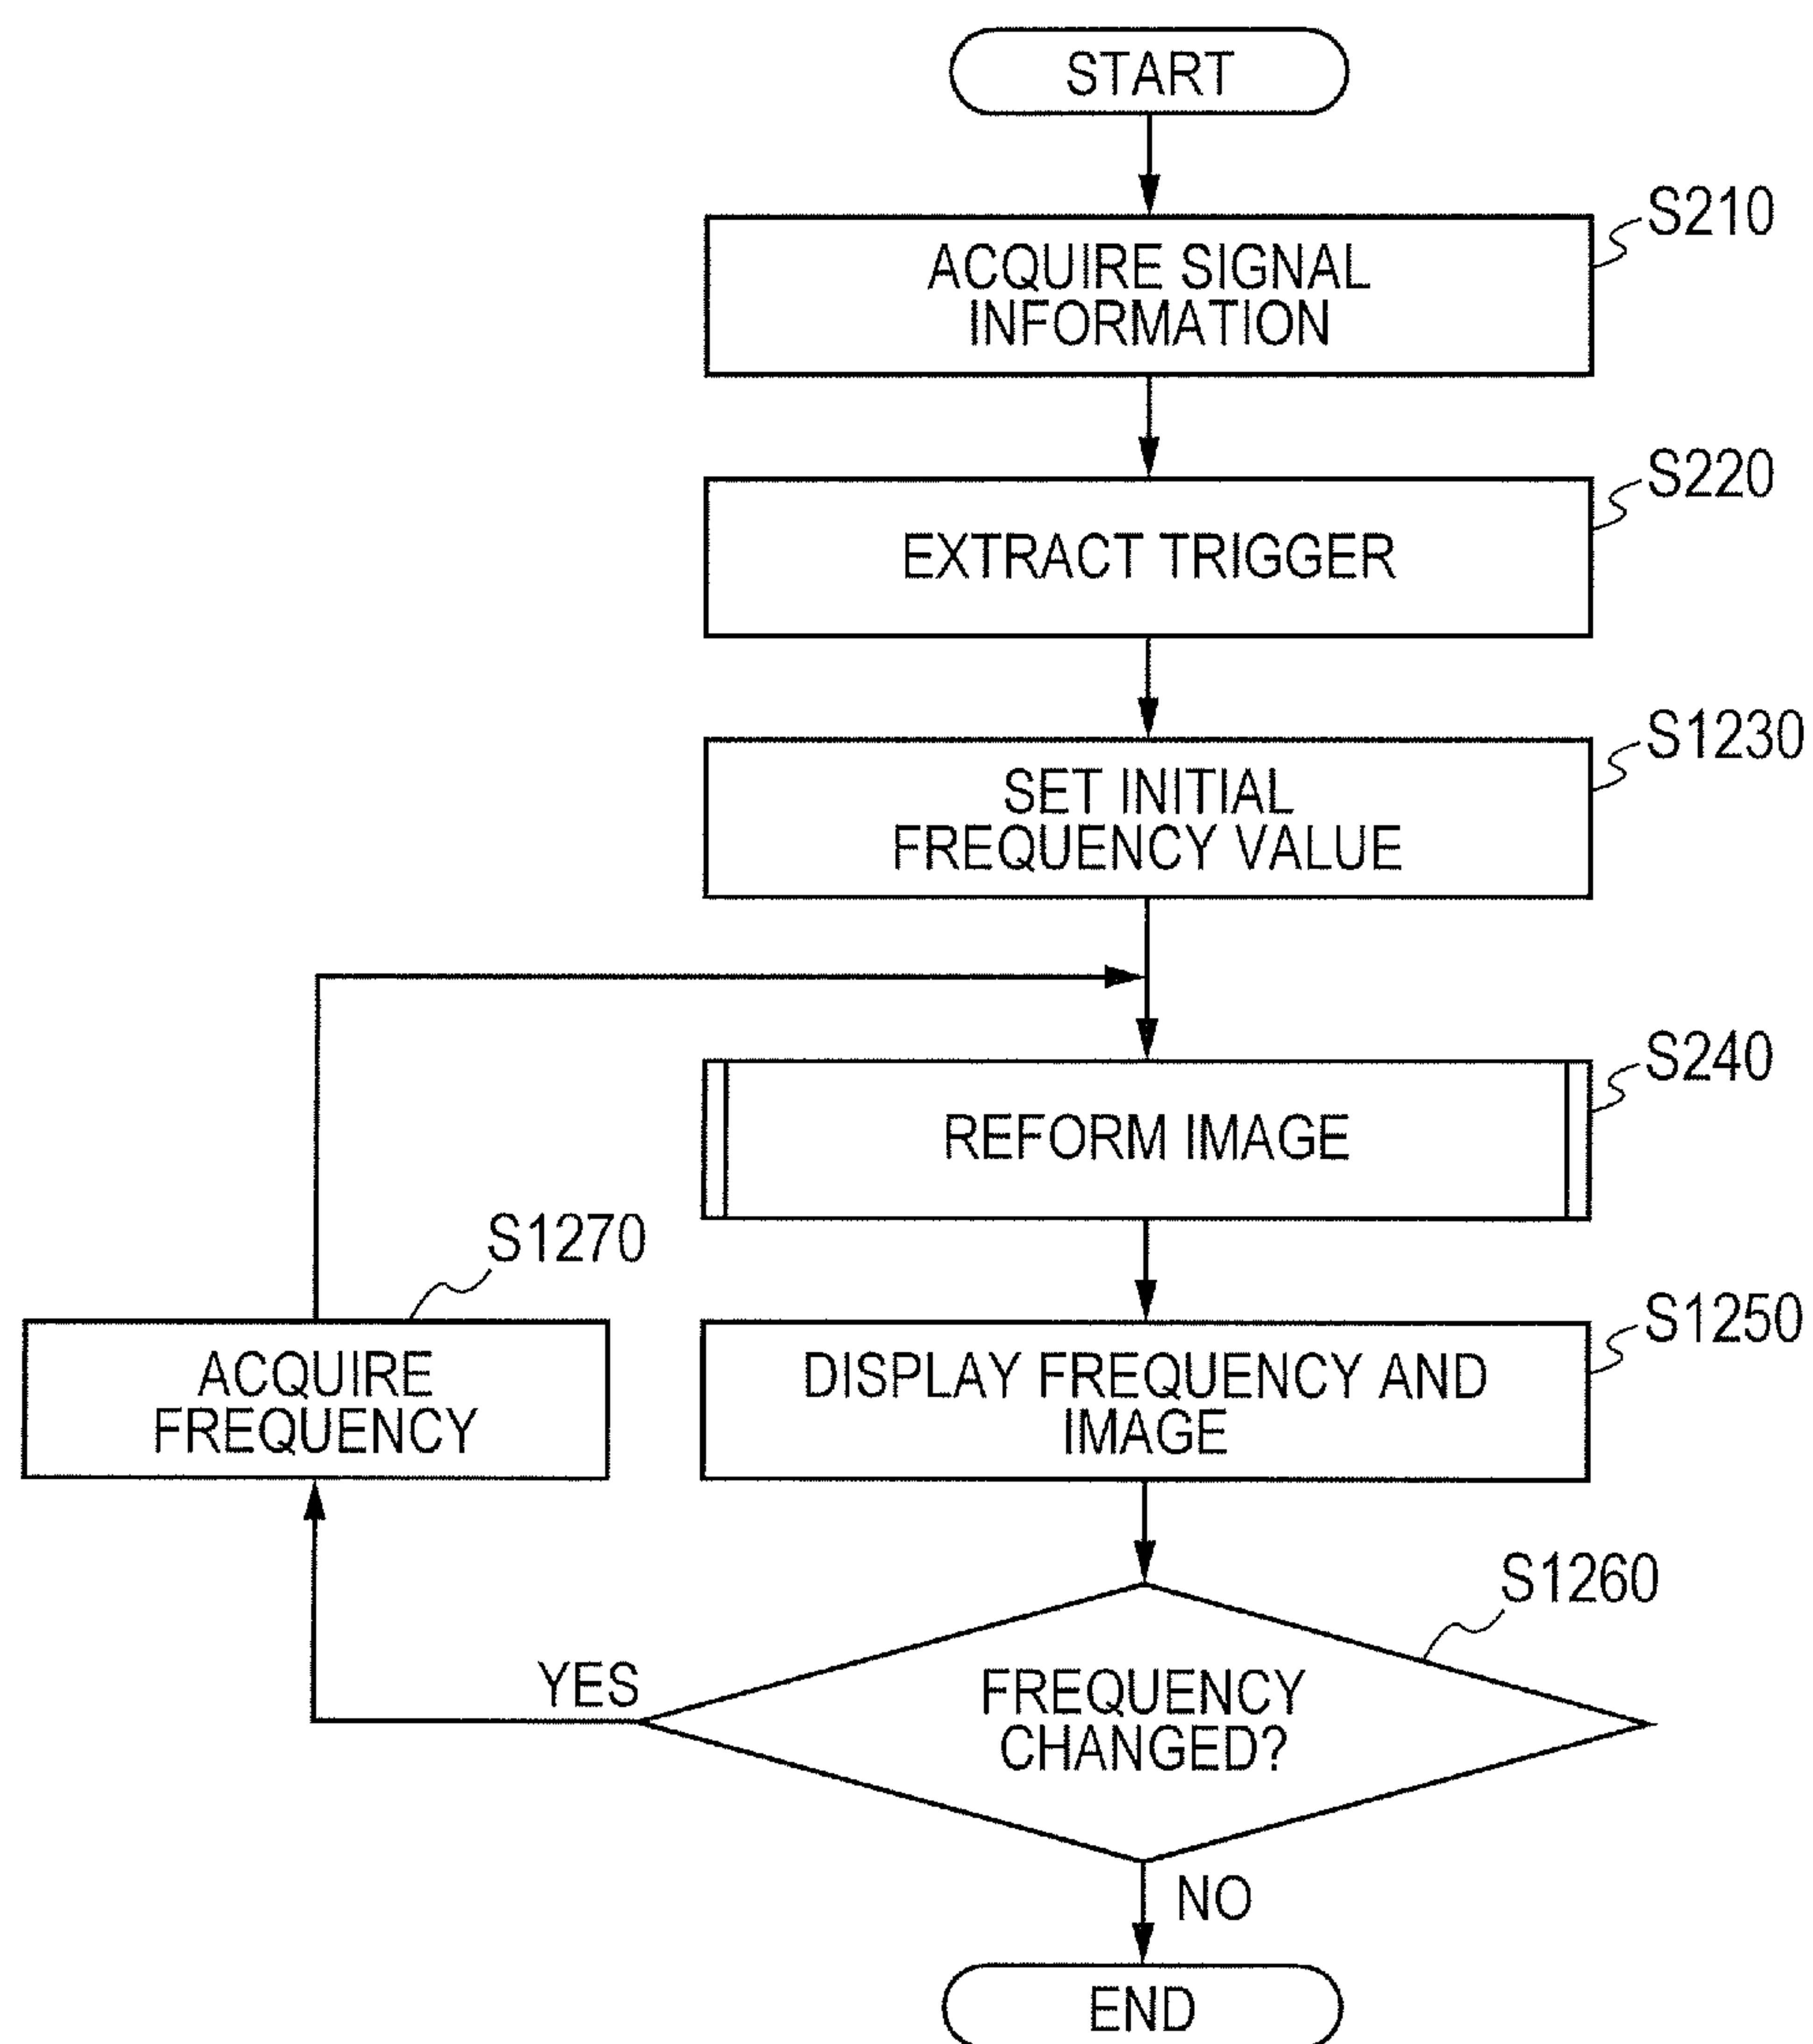 START
S210
ACQUIRE SIGNAL
INFORMATION
S220
EXTRACT TRIGGER
S1230
SET INITIAL
FREQUENCY VALUE
S240
REFORM IMAGE
S1270
ACQUIRE
FREQUENCY
S1250
DISPLAY FREQUENCY AND
IMAGE
S1260
YES
FREQUENCY
CHANGED?
NO
END